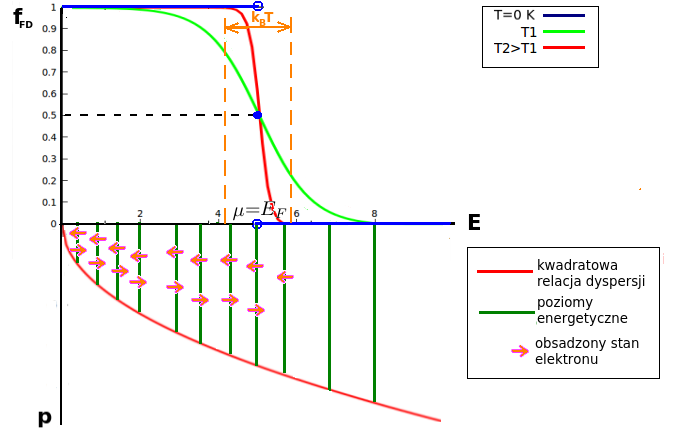 f_FD
1
0.9
0.8
0.7
0.6
0.5
0.4
0.3
0.2
0.1
0
k_BT
T=0 K
T1
T2>T1
2
4
μ=E_F
6
8
E
p
kwadratowa
relacja dyspersji
poziomy
energetyczne
obsadzony stan
elektronu